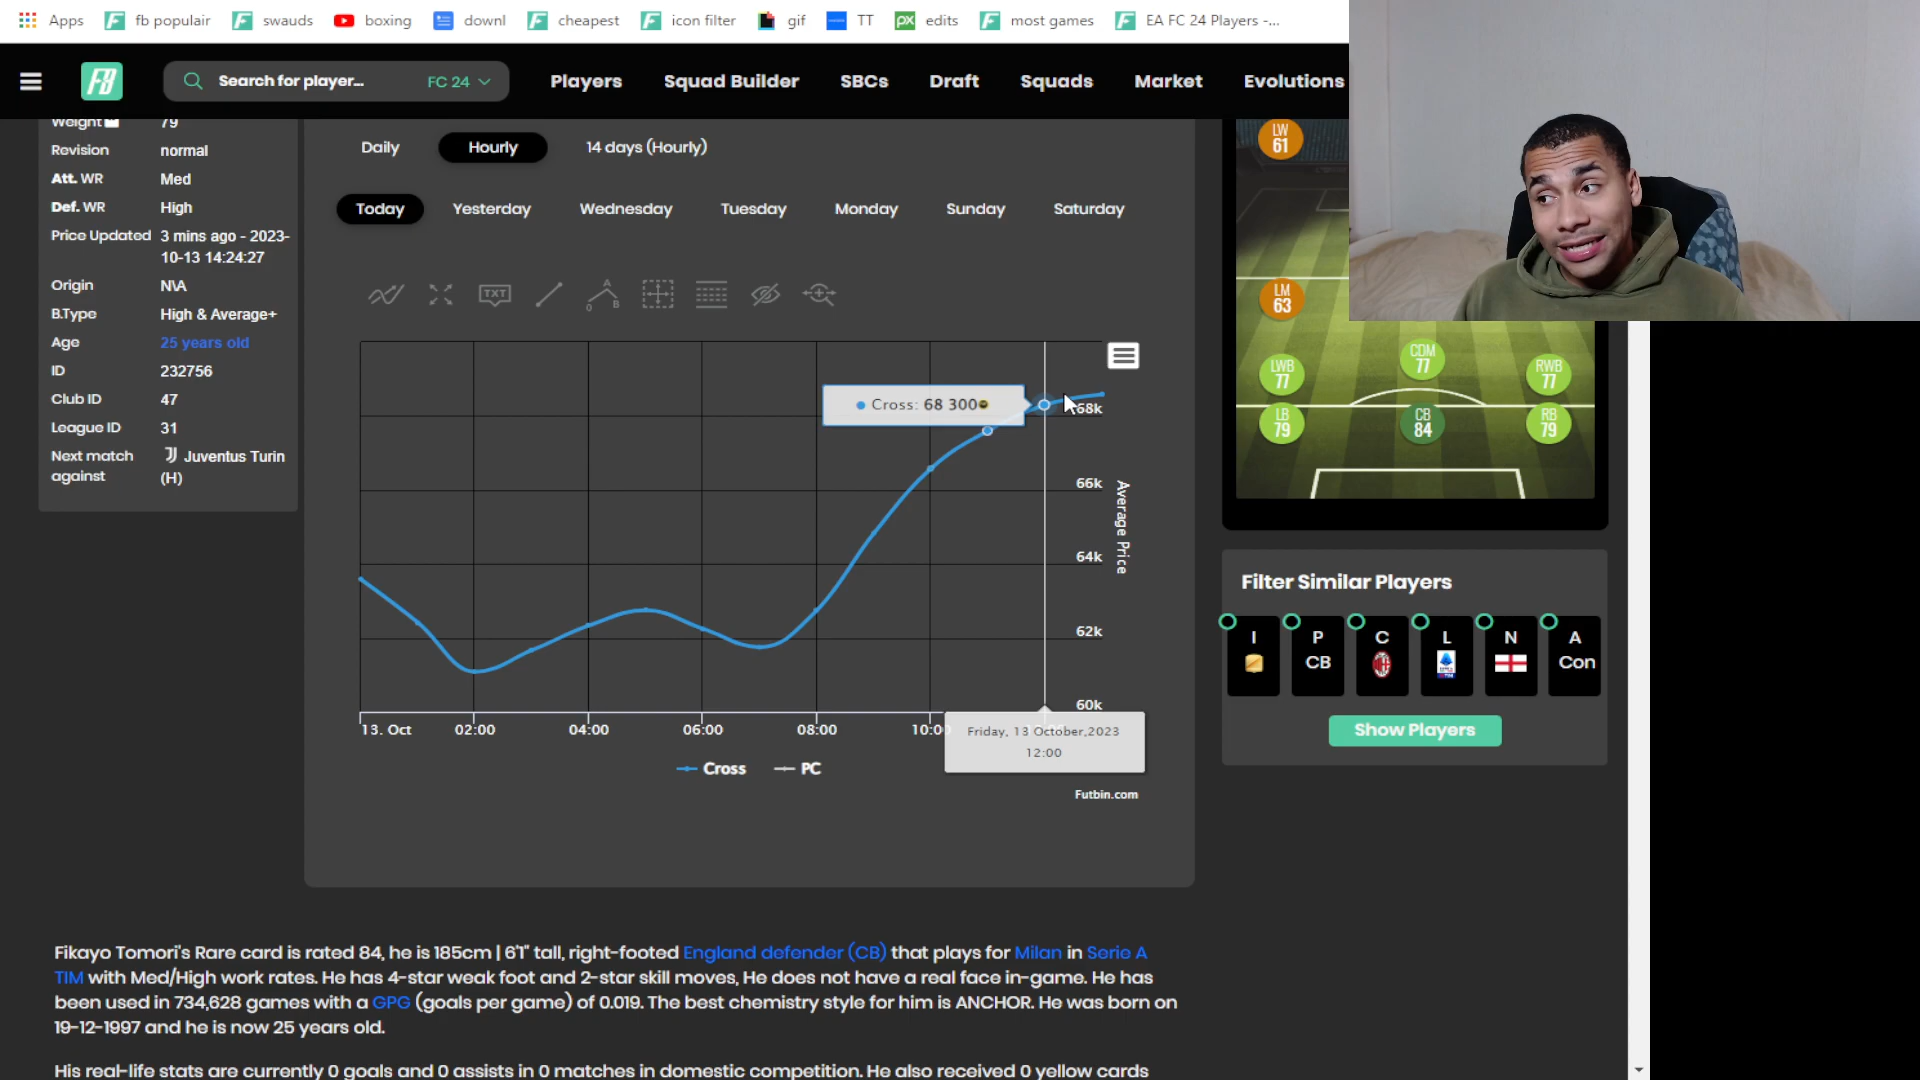 Apps fb populair swauds boxing downl cheapest icon filter gif TT edits most games EA FC 24 Players -...
Search for player... FC 24 Players Squad Builder SBCs Draft Squads Market Evolutions
Weight 79
Revision normal
Att. WR Med
Def. WR High
Price Updated 3 mins ago - 2023-
10-13 14:24:27
Origin N\A
B.Type High & Average+
Age 25 years old
ID 232756
Club ID 47
League ID 31
Next match Juventus Turin
against (H)
Daily Hourly 14 days (Hourly)
Today Yesterday Wednesday Tuesday Monday Sunday Saturday
TXT
A
0 B
Cross: 68 300
68k
66k
64k
62k
60k
Average Price
13. Oct 02:00 04:00 06:00 08:00 10:00
Friday, 13 October,2023
12:00
Cross PC
Futbin.com
LW
61
LM
63
LWB
77
CDM
77
RWB
77
LB
79
CB
84
RB
79
Filter Similar Players
I P C L N A
CB Con
Show Players
Fikayo Tomori's Rare card is rated 84, he is 185cm | 6'1" tall, right-footed England defender (CB) that plays for Milan in Serie A
TIM with Med/High work rates. He has 4-star weak foot and 2-star skill moves, He does not have a real face in-game. He has
been used in 734,628 games with a GPG (goals per game) of 0.019. The best chemistry style for him is ANCHOR. He was born on
19-12-1997 and he is now 25 years old.
His real-life stats are currently 0 goals and 0 assists in 0 matches in domestic competition. He also received 0 yellow cards